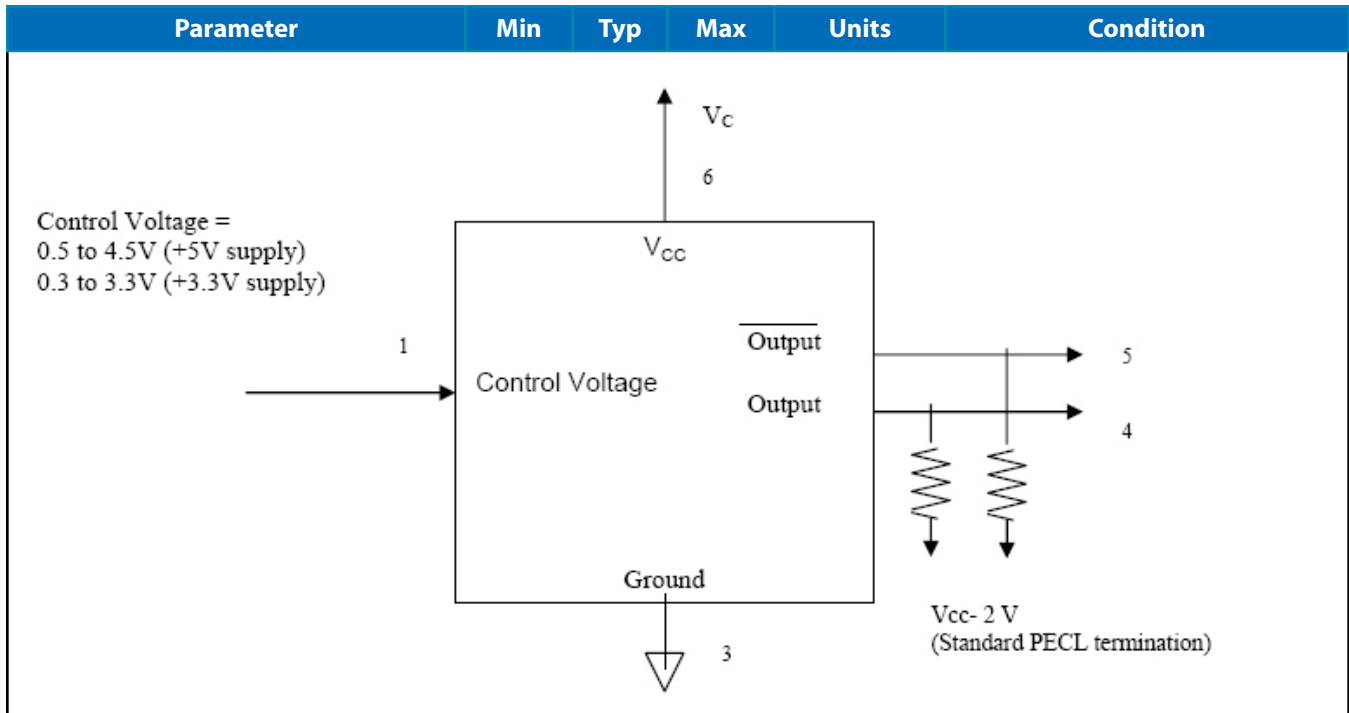 Parameter Min Typ Max Units Condition
V_C
6
Control Voltage =
0.5 to 4.5V (+5V supply)
0.3 to 3.3V (+3.3V supply)
V_CC
1
Output
5
Control Voltage
Output
4
Ground
3
Vcc- 2 V
(Standard PECL termination)